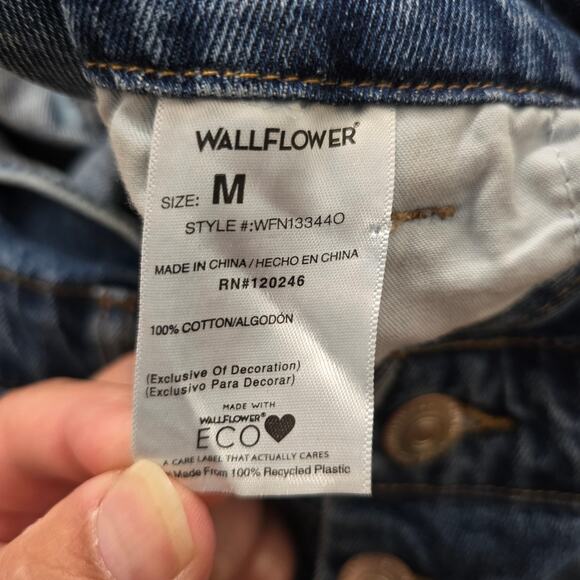 WALLFLOWER®
SIZE: M
STYLE #:WFN13344O
MADE IN CHINA/HECHO EN CHINA
RN#120246
100% COTTON/ALGODÓN
(Exclusive Of Decoration)
(Exclusivo Para Decorar)
MADE WITH
WALLFLOWER®
ECO
A CARE LABEL THAT ACTUALLY CARES
Made From 100% Recycled Plastic